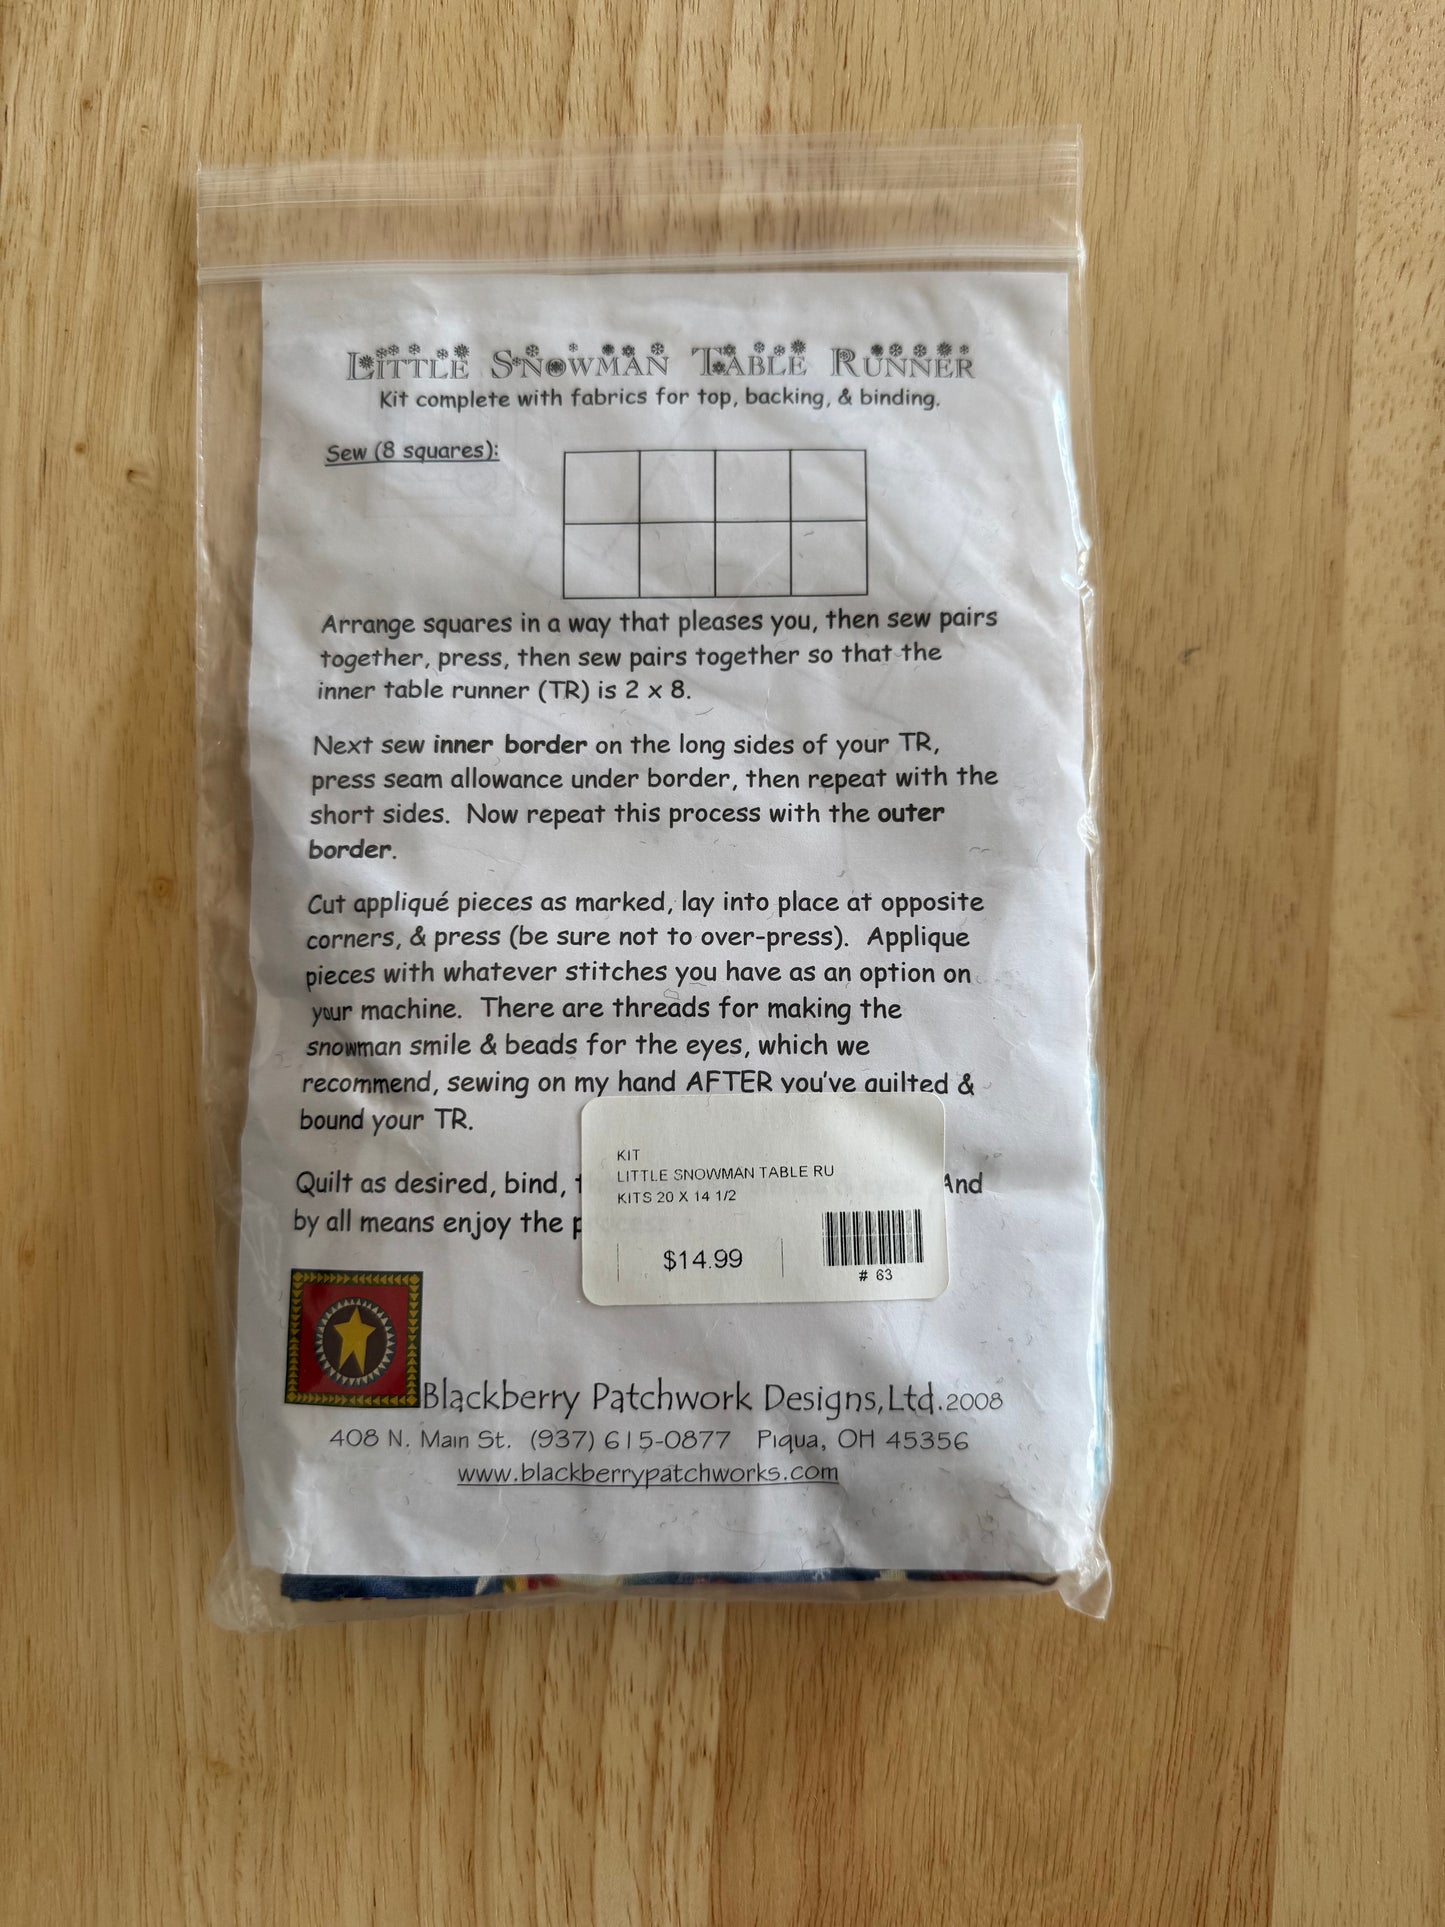 LITTLE SNOWMAN TABLE RUNNER
Kit complete with fabrics for top, backing, & binding.
Sew (8 squares):
Arrange squares in a way that pleases you, then sew pairs
together, press, then sew pairs together so that the
inner table runner (TR) is 2 x 8.
Next sew inner border on the long sides of your TR,
press seam allowance under border, then repeat with the
short sides. Now repeat this process with the outer
border.
Cut appliqué pieces as marked, lay into place at opposite
corners, & press (be sure not to over-press). Applique
pieces with whatever stitches you have as an option on
your machine. There are threads for making the
snowman smile & beads for the eyes, which we
recommend, sewing on my hand AFTER you've quilted &
bound your TR.
Quilt as desired, bind, And
by all means enjoy the process
KIT
LITTLE SNOWMAN TABLE RU
KITS 20 X 14 1/2
$14.99
# 63
Blackberry Patchwork Designs, Ltd. 2008
408 N. Main St. (937) 615-0877 Piqua, OH 45356
www.blackberrypatchworks.com